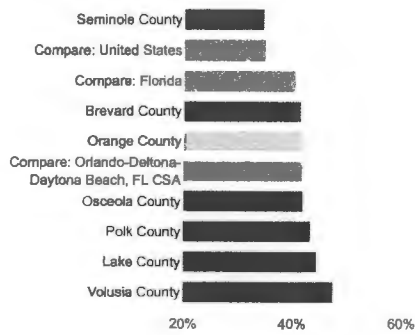 Seminole County
Compare: United States
Compare: Florida
Brevard County
Orange County
Compare: Orlando-Deltona-
Daytona Beach, FL CSA
Osceola County
Polk County
Lake County
Volusia County
20% 40% 60%